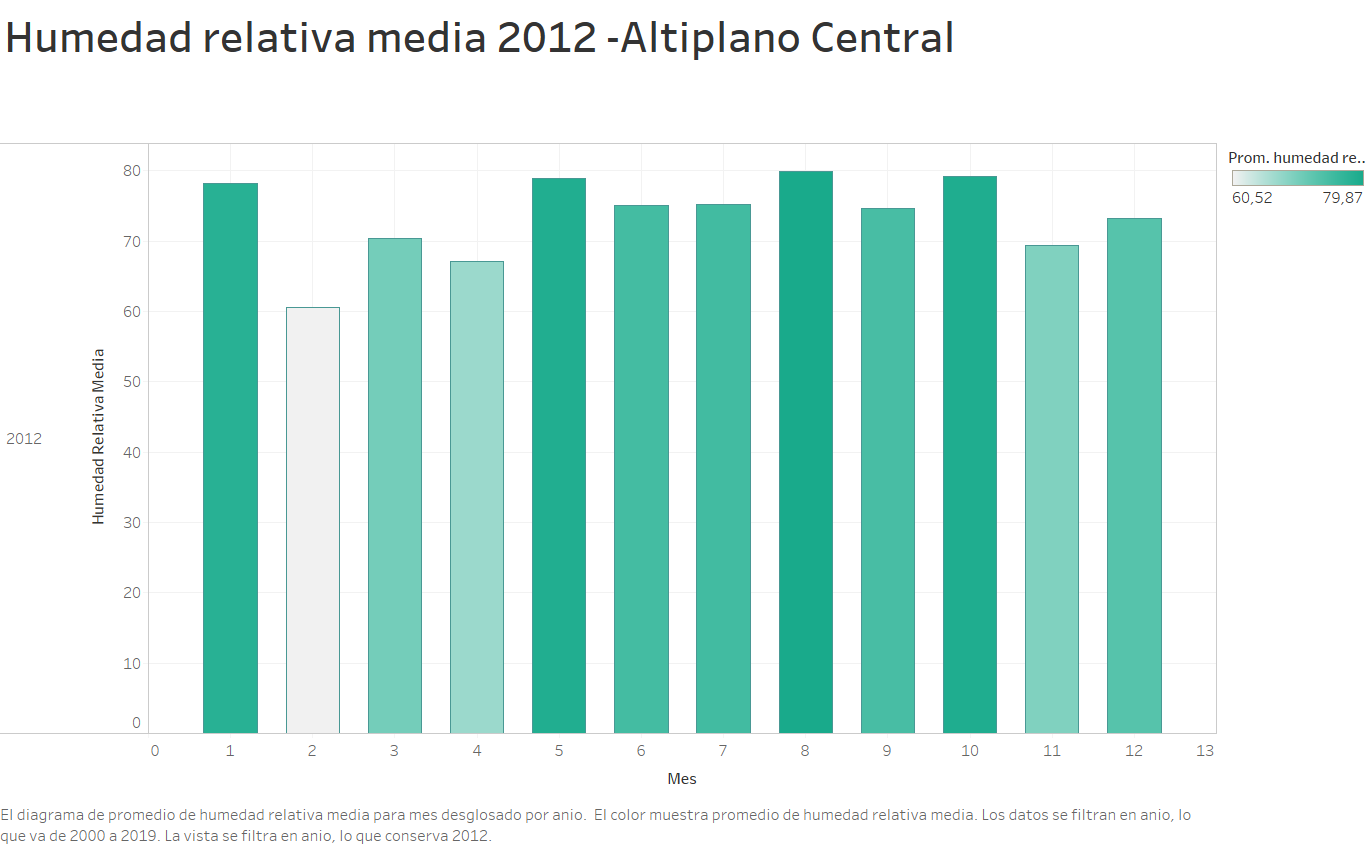 Humedad relativa media 2012 -Altiplano Central
Prom. humedad re..
60,52 79,87
2012
Humedad Relativa Media
80
70
60
50
40
30
20
10
0
0 1 2 3 4 5 6 7 8 9 10 11 12 13
Mes
El diagrama de promedio de humedad relativa media para mes desglosado por anio. El color muestra promedio de humedad relativa media. Los datos se filtran en anio, lo
que va de 2000 a 2019. La vista se filtra en anio, lo que conserva 2012.